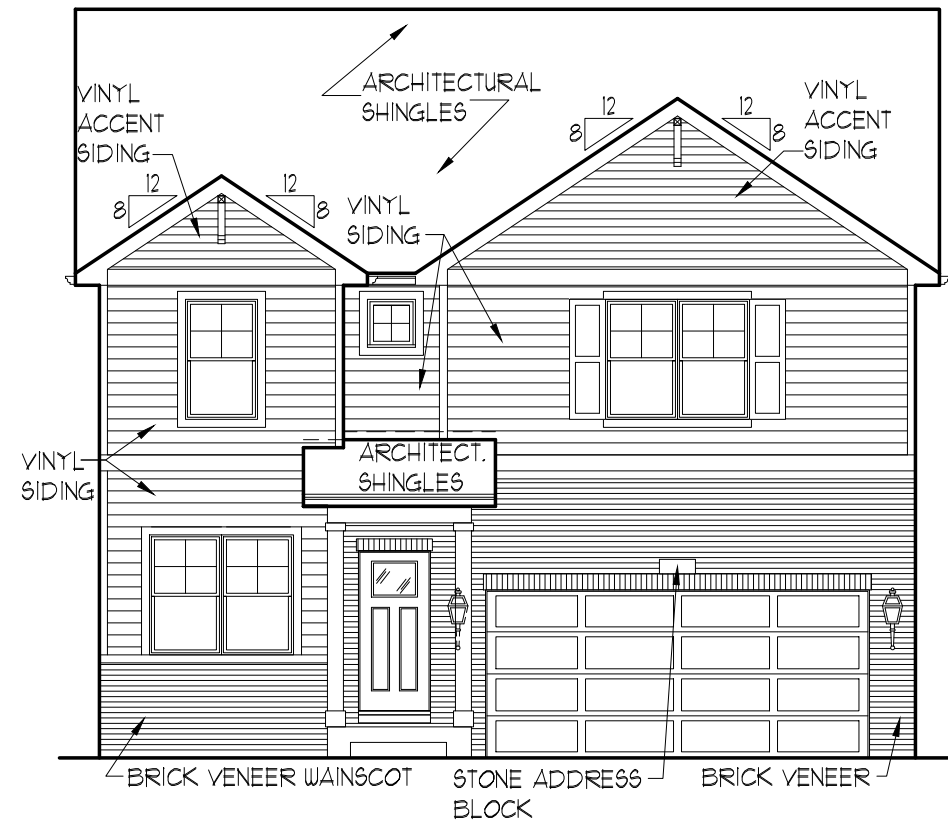 ARCHITECTURAL
SHINGLES
VINYL
ACCENT
SIDING
VINYL
ACCENT
SIDING
12
8
12
8
12
8
12
8
VINYL
SIDING
VINYL
SIDING
ARCHITECT.
SHINGLES
BRICK VENEER WAINSCOT
STONE ADDRESS
BLOCK
BRICK VENEER